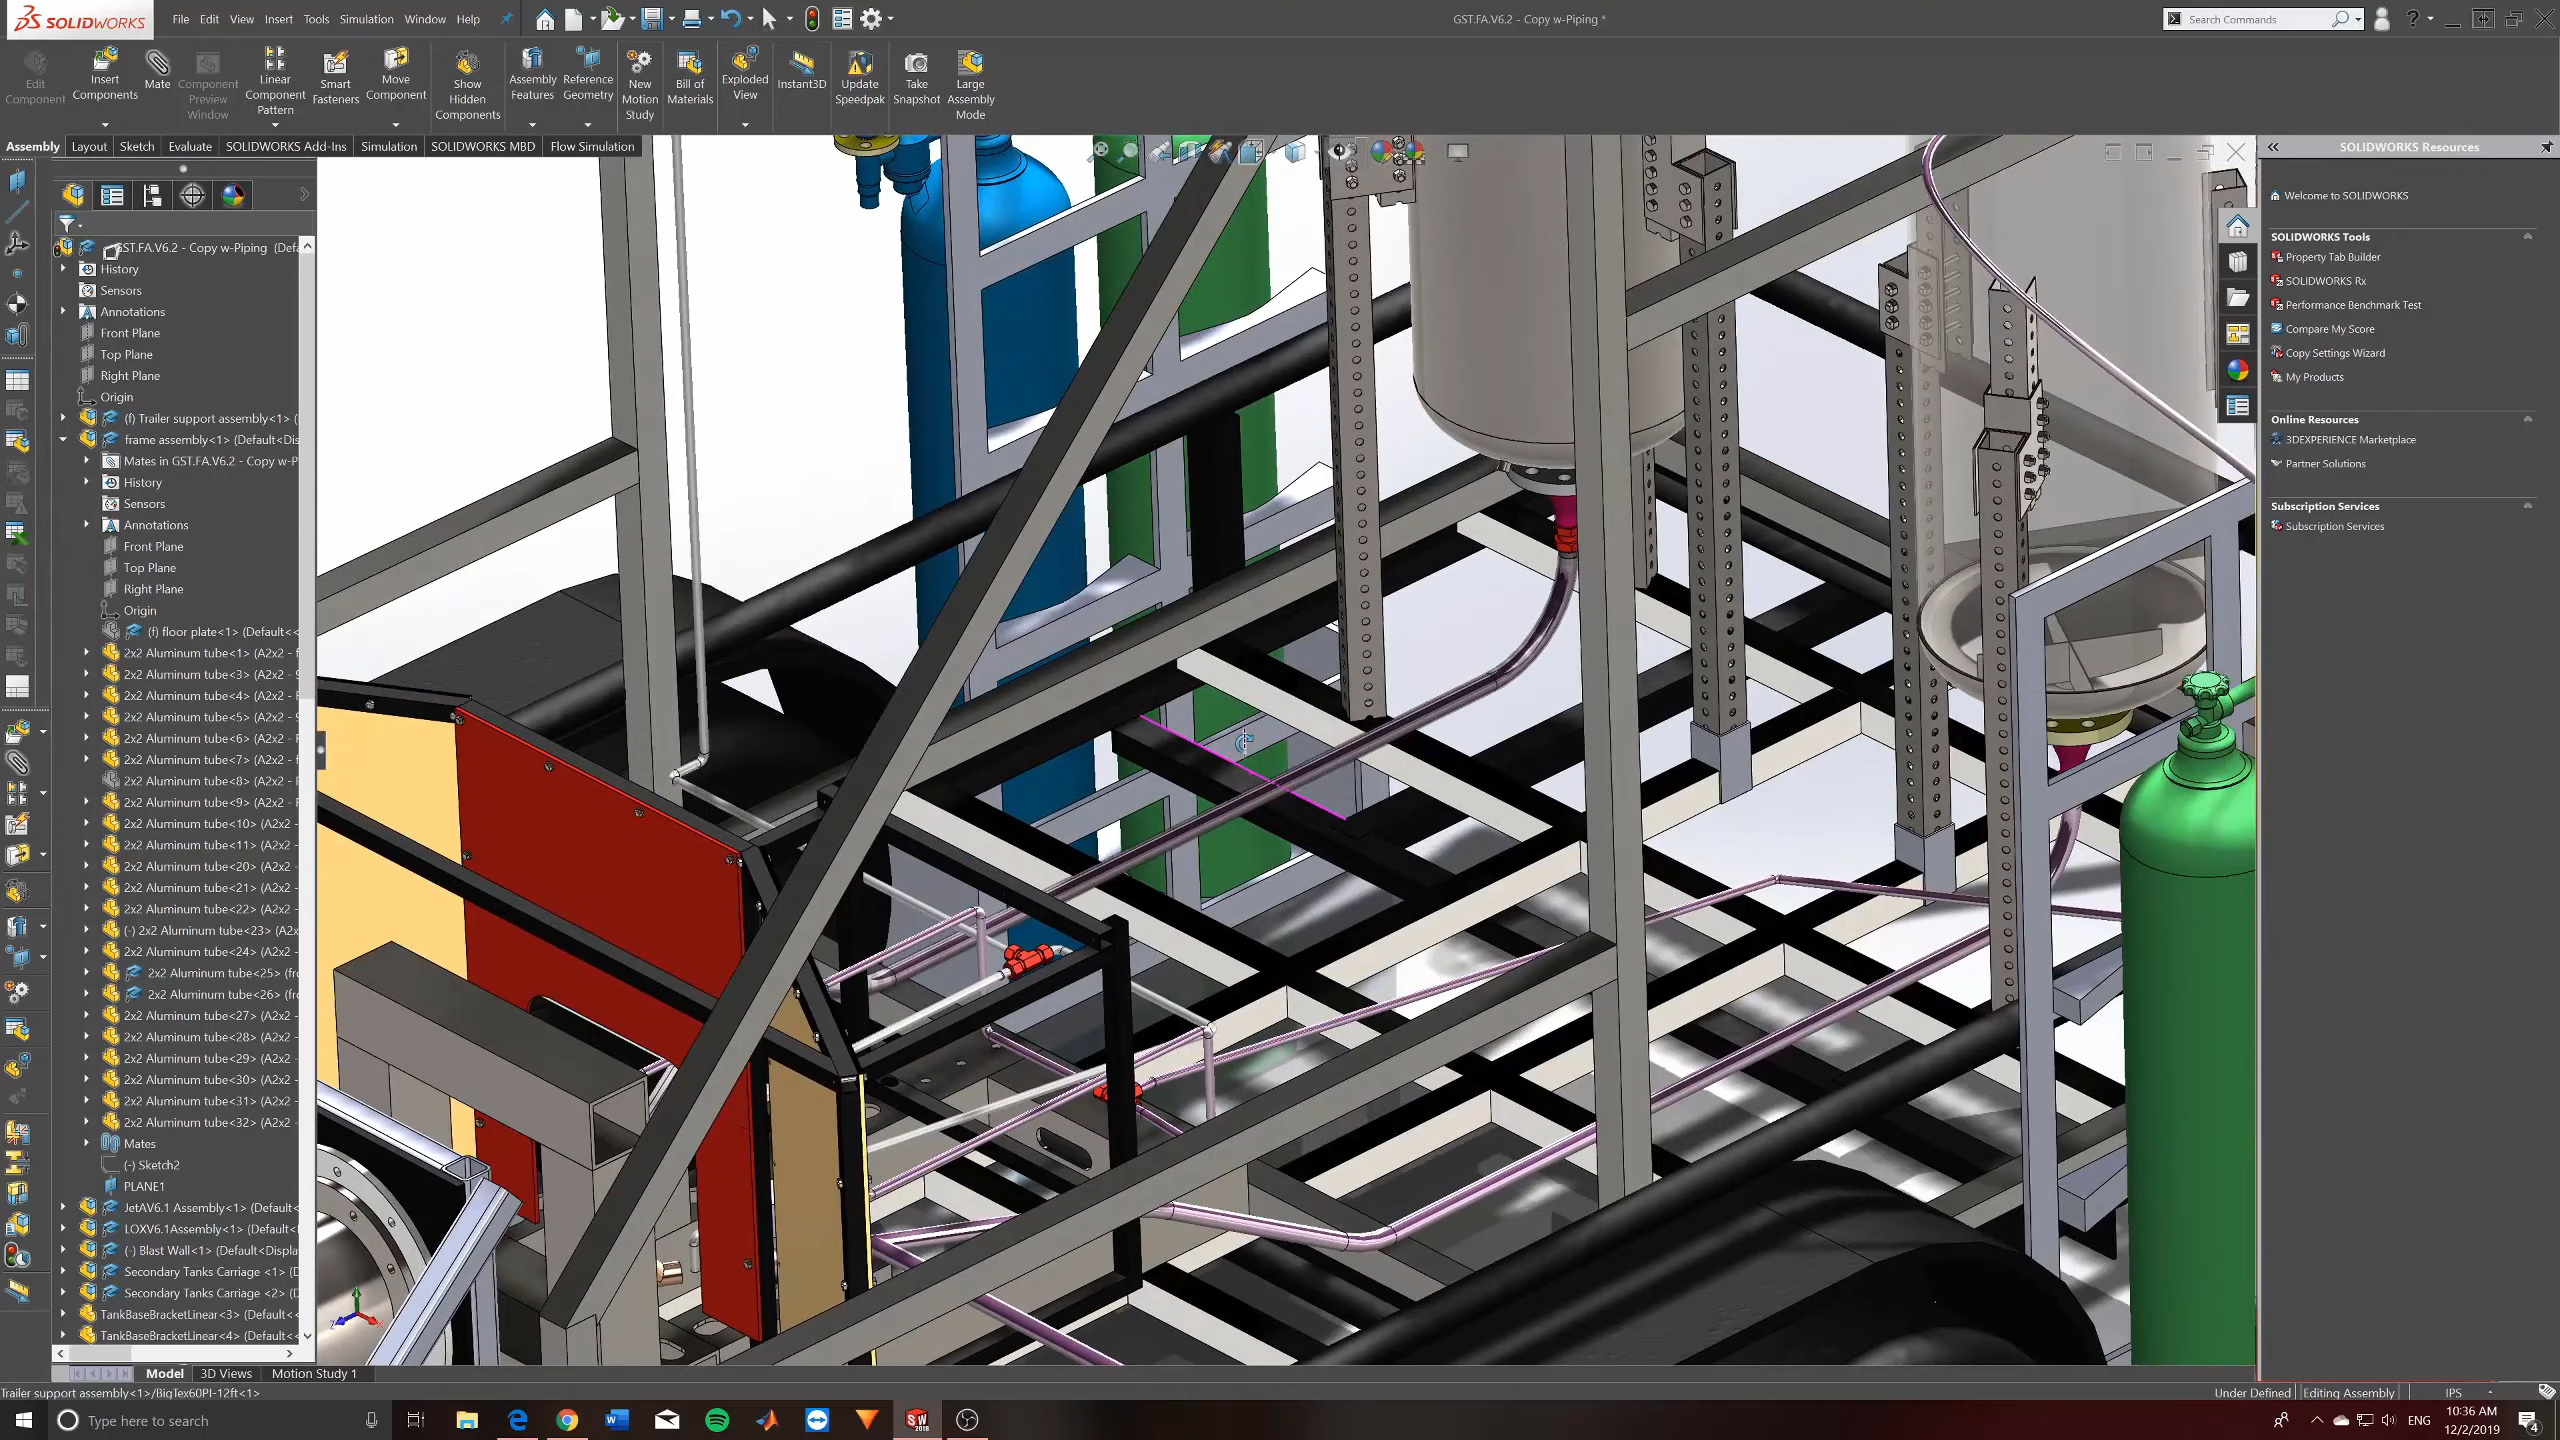 SOLIDWORKS
File Edit View Insert Tools Simulation Window Help
GST.FA.V6.2 - Copy w-Piping *
Search Commands
Edit Component
Insert Components
Mate
Component Preview Window
Linear Component Pattern
Smart Fasteners
Move Component
Show Hidden Components
Assembly Features
Reference Geometry
New Motion Study
Bill of Materials
Exploded View
Instant3D
Update Speedpak
Take Snapshot
Large Assembly Mode
Assembly Layout Sketch Evaluate SOLIDWORKS Add-Ins Simulation SOLIDWORKS MBD Flow Simulation
GST.FA.V6.2 - Copy w-Piping (Defa
History
Sensors
Annotations
Front Plane
Top Plane
Right Plane
Origin
(f) Trailer support assembly<1> (
frame assembly<1> (Default<Dis
Mates in GST.FA.V6.2 - Copy w-P
History
Sensors
Annotations
Front Plane
Top Plane
Right Plane
Origin
(f) floor plate<1> (Default<<
2x2 Aluminum tube<1> (A2x2 - f
2x2 Aluminum tube<3> (A2x2 - 9
2x2 Aluminum tube<4> (A2x2 -
2x2 Aluminum tube<5> (A2x2 - 9
2x2 Aluminum tube<6> (A2x2 - F
2x2 Aluminum tube<7> (A2x2 - f
2x2 Aluminum tube<8> (A2x2 - F
2x2 Aluminum tube<9> (A2x2 - F
2x2 Aluminum tube<10> (A2x2 -
2x2 Aluminum tube<11> (A2x2 -
2x2 Aluminum tube<20> (A2x2 -
2x2 Aluminum tube<21> (A2x2 -
2x2 Aluminum tube<22> (A2x2 -
(-) 2x2 Aluminum tube<23> (A2x
2x2 Aluminum tube<24> (A2x2 -
2x2 Aluminum tube<25> (fro
2x2 Aluminum tube<26> (fro
2x2 Aluminum tube<27> (A2x2 -
2x2 Aluminum tube<28> (A2x2 -
2x2 Aluminum tube<29> (A2x2 -
2x2 Aluminum tube<30> (A2x2 -
2x2 Aluminum tube<31> (A2x2 -
2x2 Aluminum tube<32> (A2x2 -
Mates
(-) Sketch2
PLANE1
JetAV6.1 Assembly<1> (Default<
LOXV6.1Assembly<1> (Default<
(-) Blast Wall<1> (Default<Displa
Secondary Tanks Carriage <1> (D
Secondary Tanks Carriage <2> (D
TankBaseBracketLinear<3> (Default<<
TankBaseBracketLinear<4> (Default<<
SOLIDWORKS Resources
Welcome to SOLIDWORKS
SOLIDWORKS Tools
Property Tab Builder
SOLIDWORKS Rx
Performance Benchmark Test
Compare My Score
Copy Settings Wizard
My Products
Online Resources
3DEXPERIENCE Marketplace
Partner Solutions
Subscription Services
Subscription Services
Model 3D Views Motion Study 1
Trailer support assembly<1>/BigTex60PI-12ft<1>
Under Defined Editing Assembly IPS
Type here to search
SW 2018
ENG
10:36 AM
12/2/2019
4